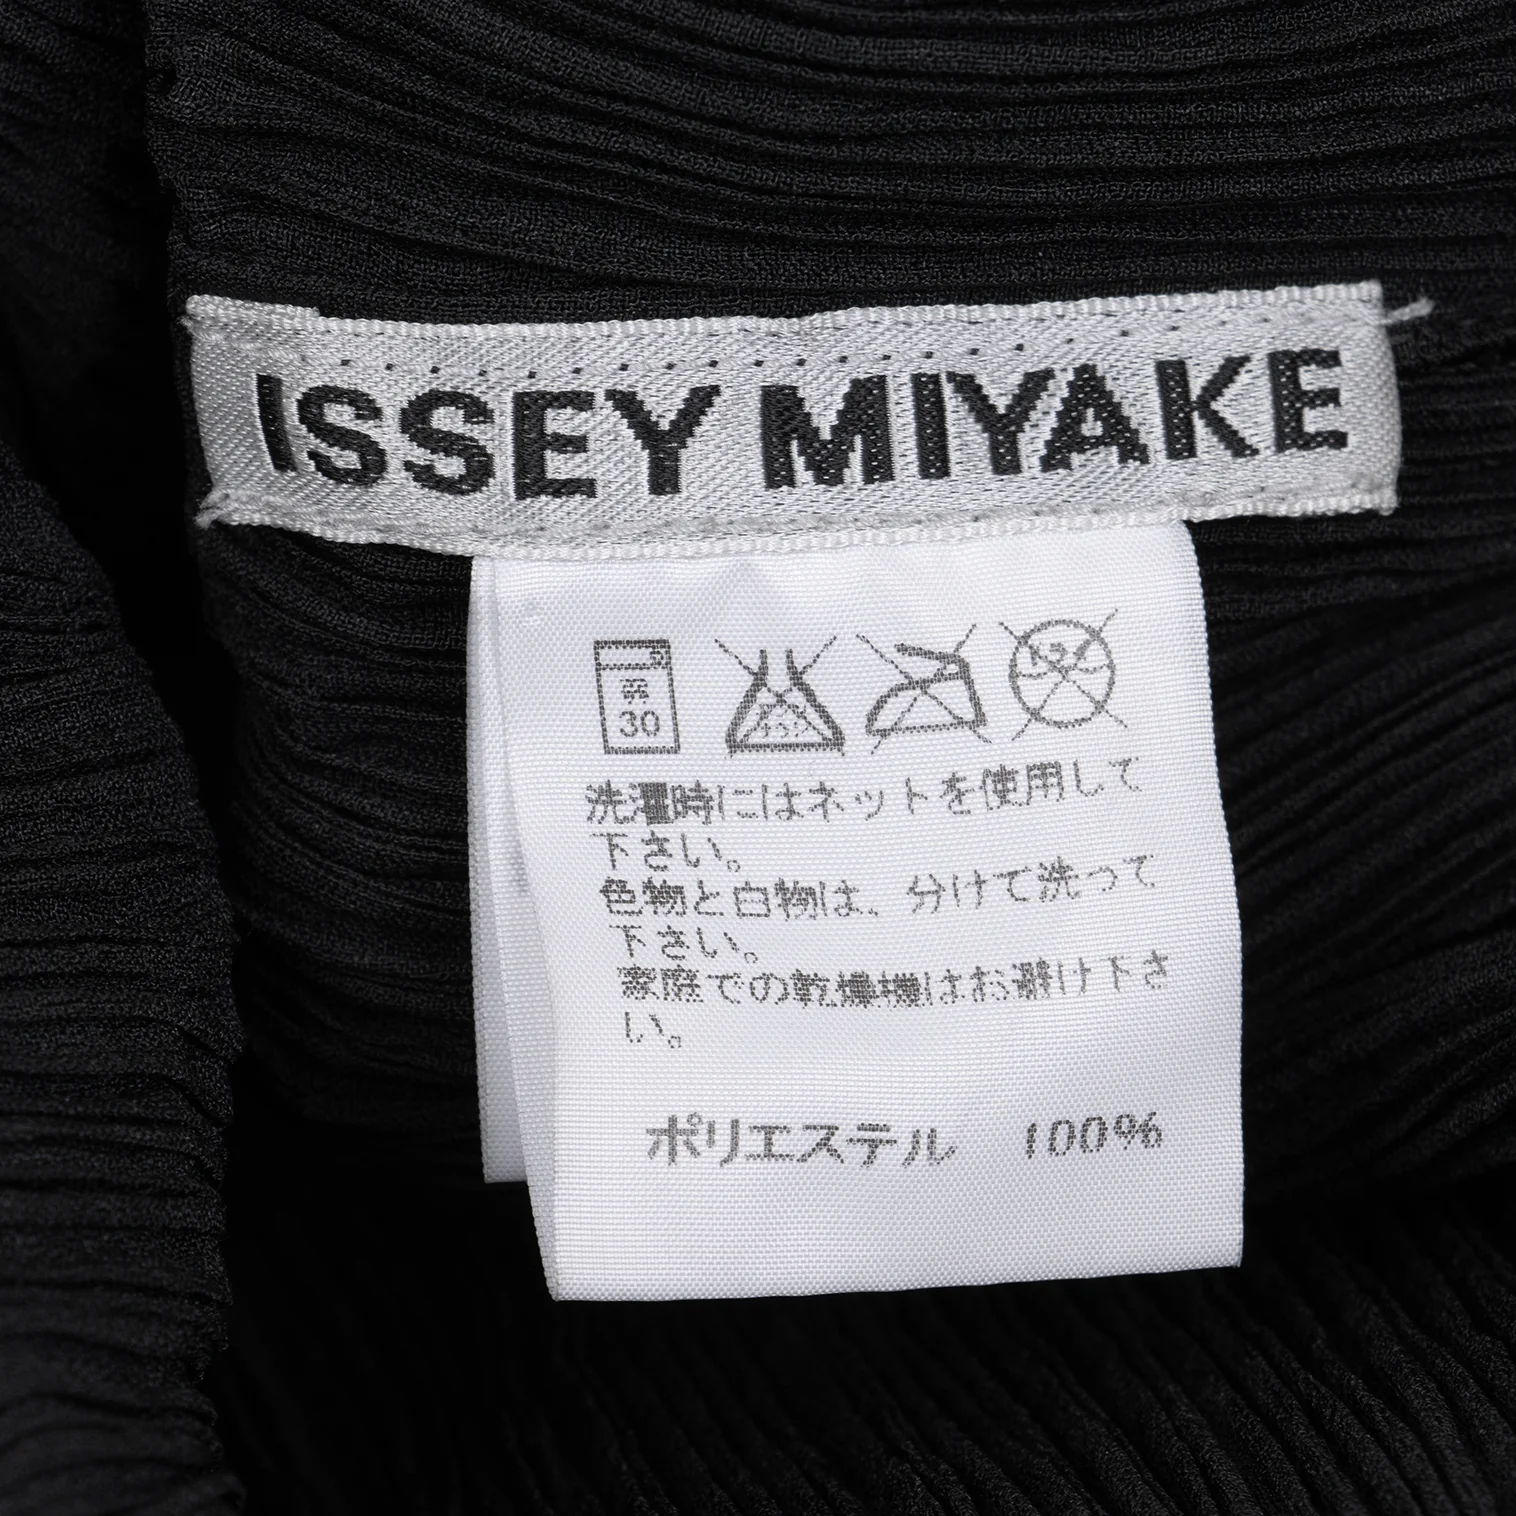 ISSEY MIYAKE
弱
30
洗濯時にはネットを使用して
下さい。
色物と白物は、分けて洗って
下さい。
家庭での乾燥機はお避け下さ
い。
ポリエステル 100%